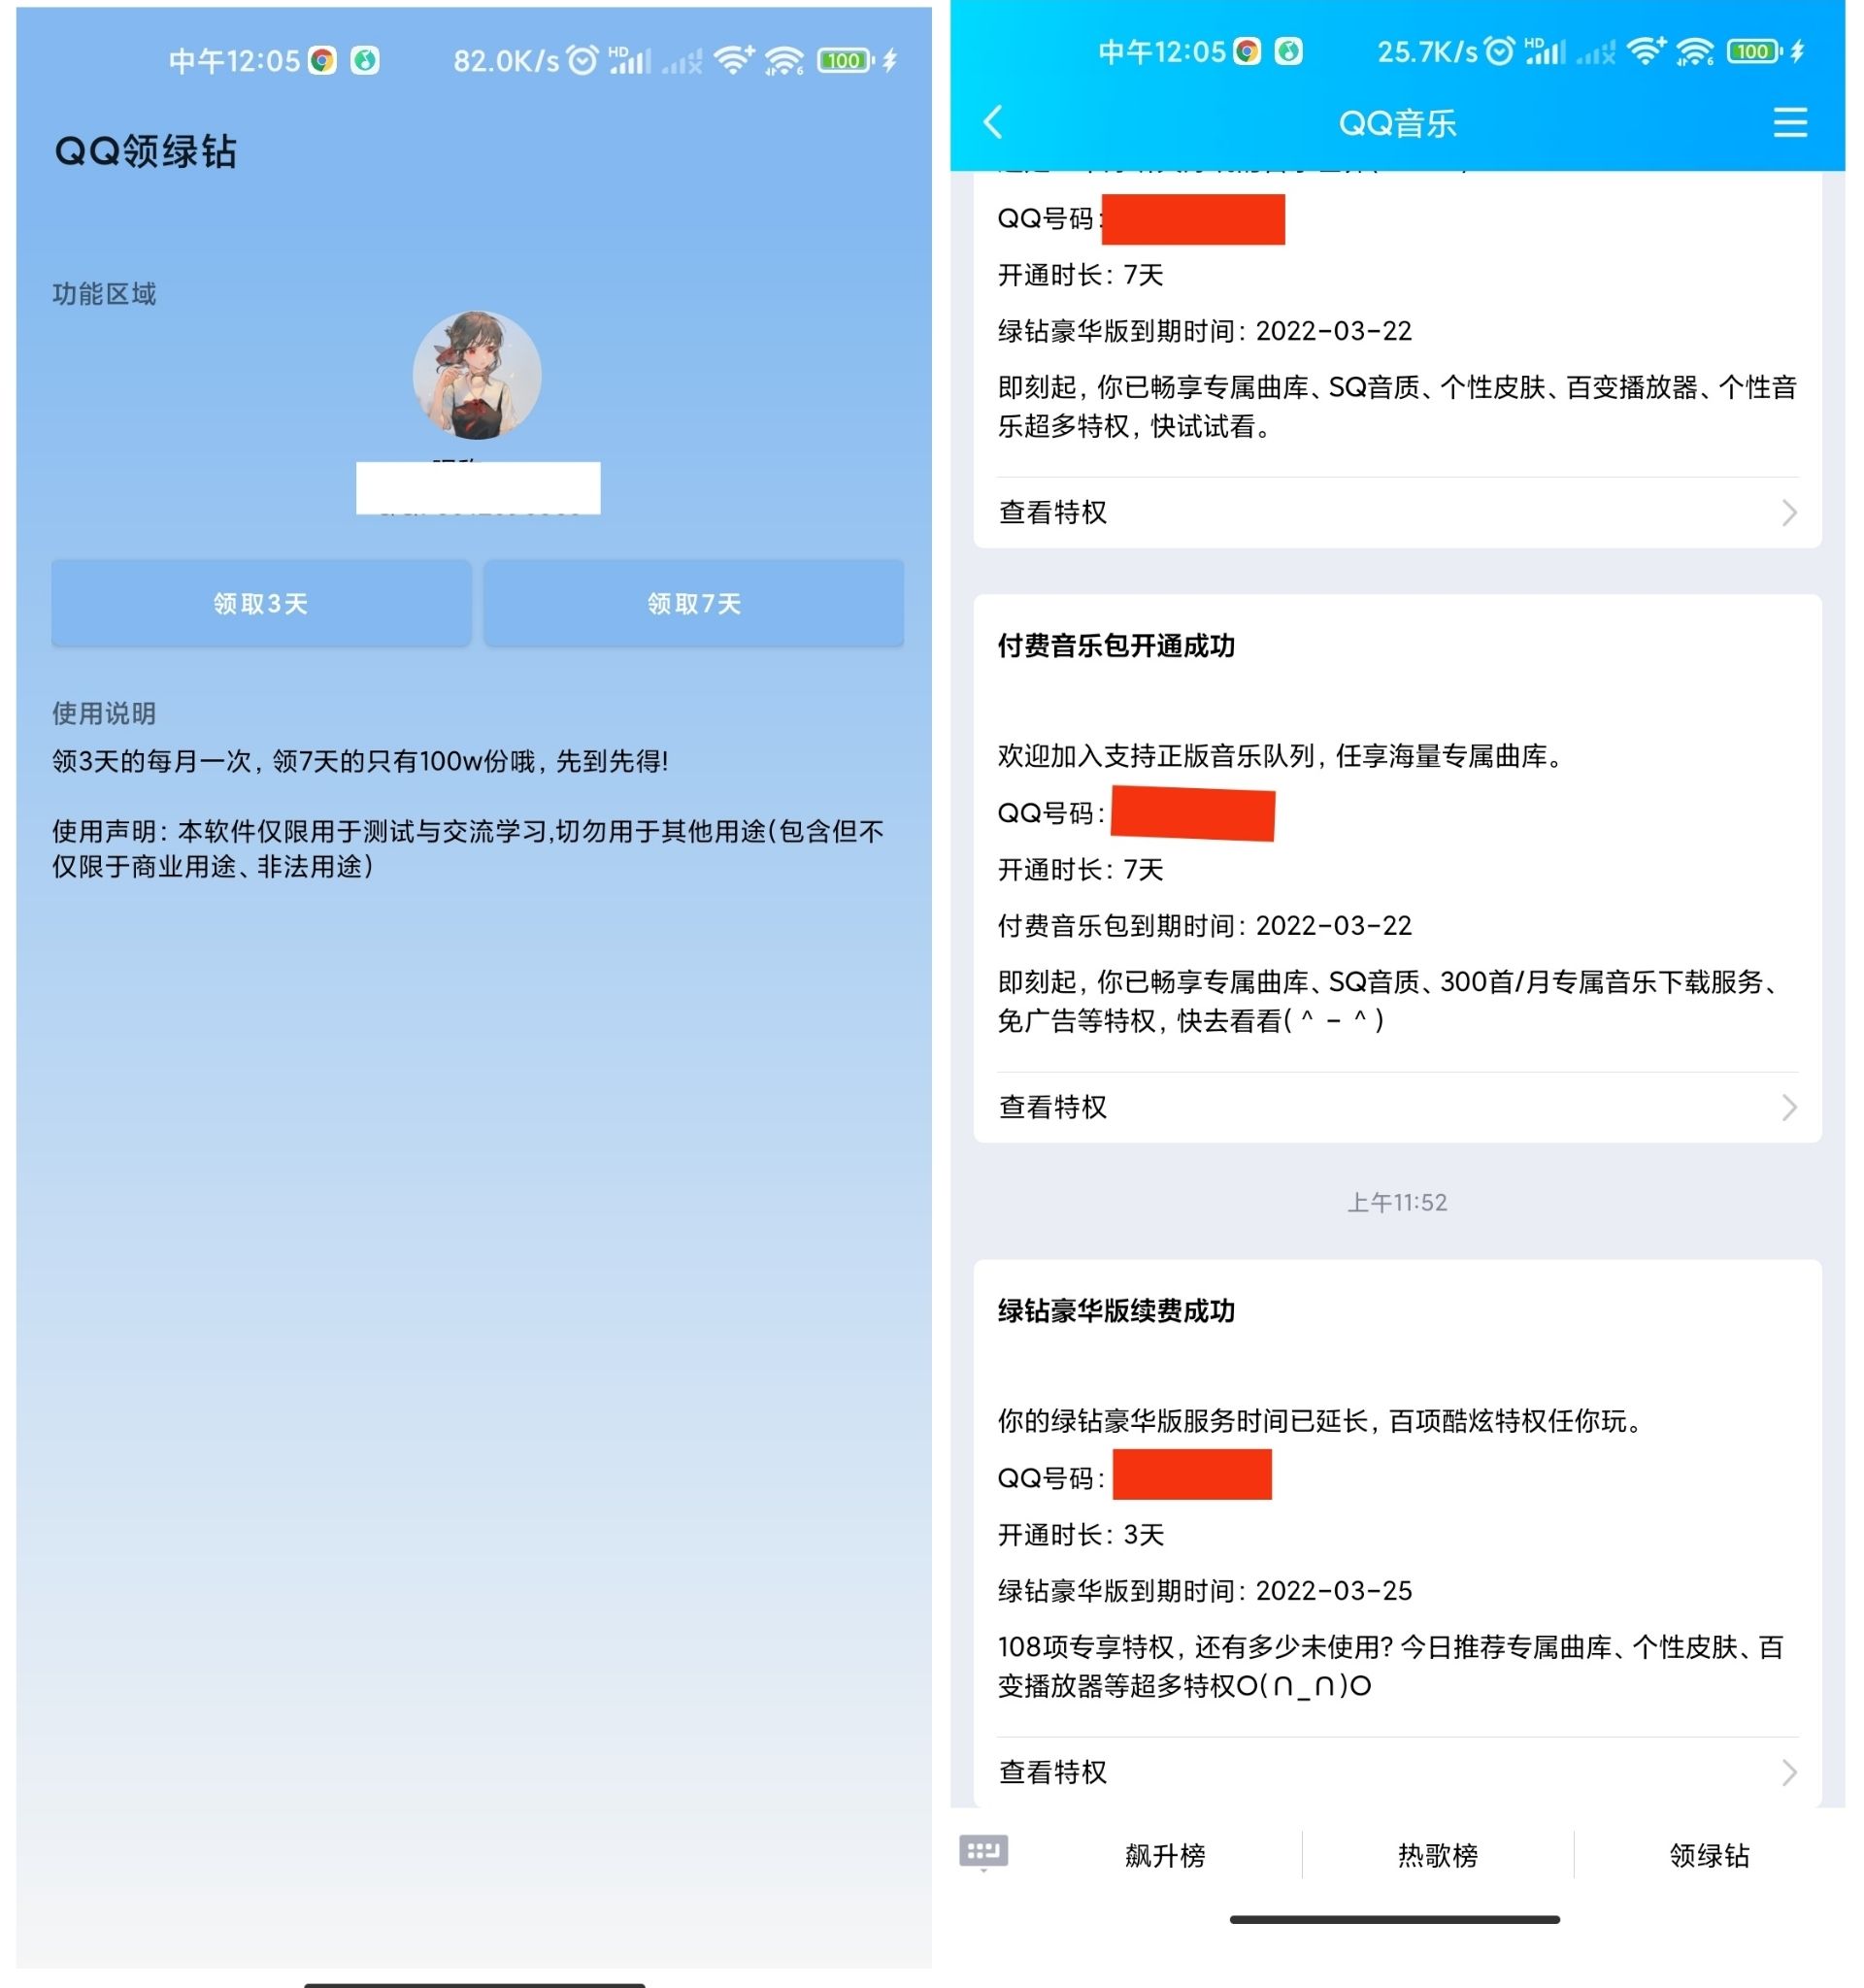 中午12:05
82.0K/s
HD
6
100
QQ领绿钻
功能区域
领取3天
领取7天
使用说明
领3天的每月一次,领7天的只有100w份哦,先到先得!
使用声明:本软件仅限用于测试与交流学习,切勿用于其他用途(包含但不
仅限于商业用途、非法用途)
中午12:05
25.7K/s
HD
6
100
QQ音乐
QQ号码:
开通时长:7天
绿钻豪华版到期时间:2022-03-22
即刻起,你已畅享专属曲库、SQ音质、个性皮肤、百变播放器、个性音
乐超多特权,快试试看。
查看特权
付费音乐包开通成功
欢迎加入支持正版音乐队列,任享海量专属曲库。
QQ号码:
开通时长:7天
付费音乐包到期时间:2022-03-22
即刻起,你已畅享专属曲库、SQ音质、300首/月专属音乐下载服务、
免广告等特权,快去看看( ^ - ^ )
查看特权
上午11:52
绿钻豪华版续费成功
你的绿钻豪华版服务时间已延长,百项酷炫特权任你玩。
QQ号码:
开通时长:3天
绿钻豪华版到期时间:2022-03-25
108项专享特权,还有多少未使用?今日推荐专属曲库、个性皮肤、百
变播放器等超多特权O(∩_∩)O
查看特权
飙升榜
热歌榜
领绿钻